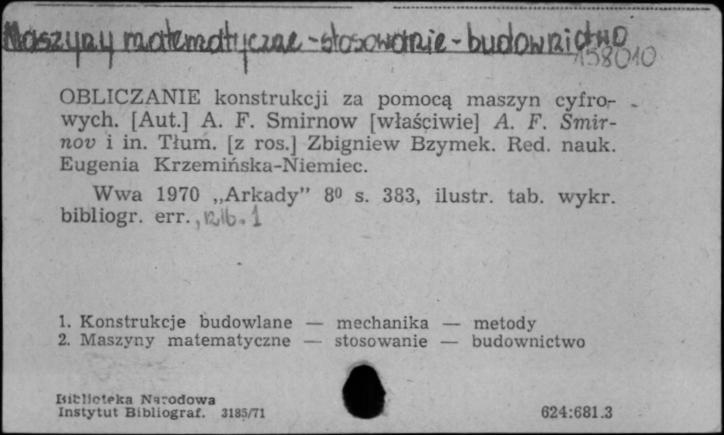 Maszyny matematyczne - stosowanie - budownictwo
158010
OBLICZANIE konstrukcji za pomocą maszyn cyfro-
wych. [Aut.] A. F. Smirnow [właściwie] A. F. Smir-
nov i in. Tłum. [z ros.] Zbigniew Bzymek. Red. nauk.
Eugenia Krzemińska-Niemiec.
Wwa 1970 „Arkady” 8⁰ s. 383, ilustr. tab. wykr.
bibliogr. err., nlb. 1
1. Konstrukcje budowlane — mechanika — metody
2. Maszyny matematyczne — stosowanie — budownictwo
Biblioteka Narodowa
Instytut Bibliograf. 3185/71
624:681.3